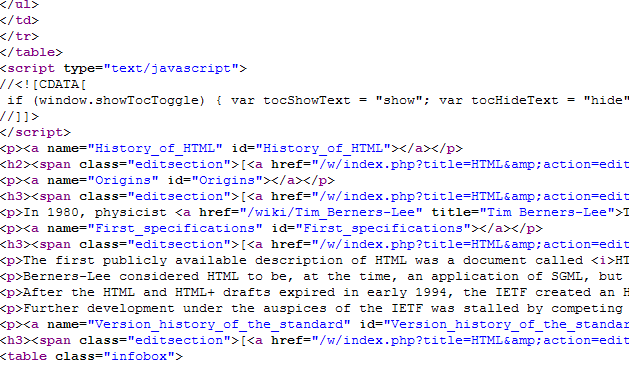 </ul>
</td>
</tr>
</table>
<script type="text/javascript">
//<![CDATA[
if (window.showTocToggle) { var tocShowText = "show"; var tocHideText = "hide"
//]]>
</script>
<p><a name="History_of_HTML" id="History_of_HTML"></a></p>
<h2><span class="editsection">[<a href="/w/index.php?title=HTML&amp;action=edit
<p><a name="Origins" id="Origins"></a></p>
<h3><span class="editsection">[<a href="/w/index.php?title=HTML&amp;action=edit
<p>In 1980, physicist <a href="/wiki/Tim_Berners-Lee" title="Tim Berners-Lee">T
<p><a name="First_specifications" id="First_specifications"></a></p>
<h3><span class="editsection">[<a href="/w/index.php?title=HTML&amp;action=edit
<p>The first publicly available description of HTML was a document called <i>HT
<p>Berners-Lee considered HTML to be, at the time, an application of SGML, but
<p>After the HTML and HTML+ drafts expired in early 1994, the IETF created an H
<p>Further development under the auspices of the IETF was stalled by competing
<p><a name="Version_history_of_the_standard" id="Version_history_of_the_standar
<h3><span class="editsection">[<a href="/w/index.php?title=HTML&amp;action=edit
<table class="infobox">